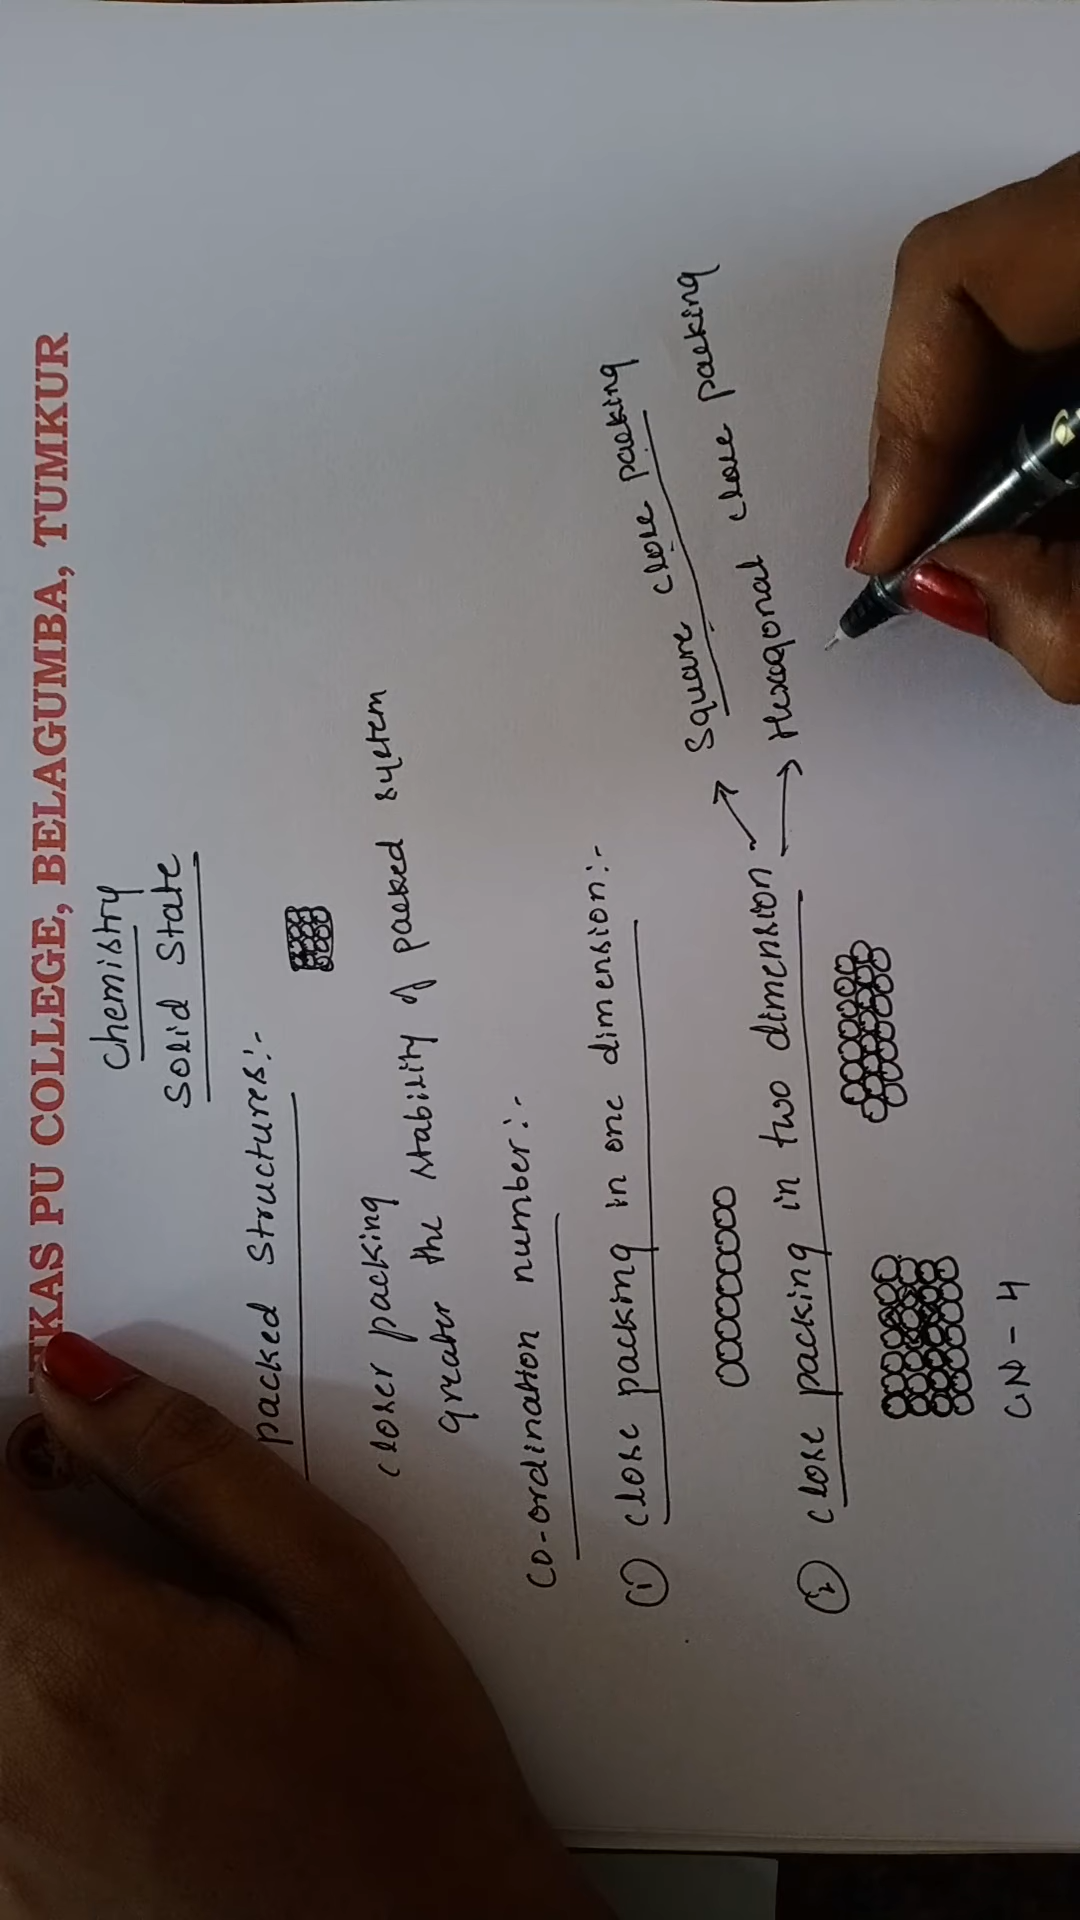 PU COLLEGE, BELAGUMBA, TUMKUR
Chemistry
Solid State
packed Structures:-
closer packing
greater the stability of packed system
Co-ordination number:-
① close packing in one dimension:-
② close packing in two dimension
Square close packing
Hexagonal close packing
CN - 4